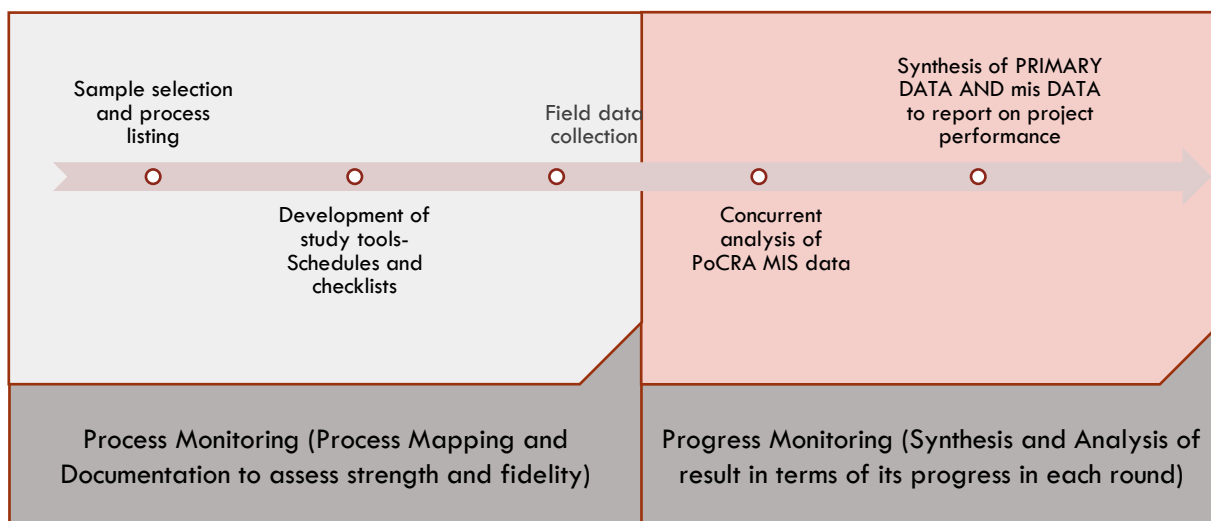 Sample selection
and process
listing
Development of
study tools-
Schedules and
checklists
Field data
collection
Concurrent
analysis of
PoCRA MIS data
Synthesis of PRIMARY
DATA AND mis DATA
to report on project
performance
Process Monitoring (Process Mapping and
Documentation to assess strength and fidelity)
Progress Monitoring (Synthesis and Analysis of
result in terms of its progress in each round)